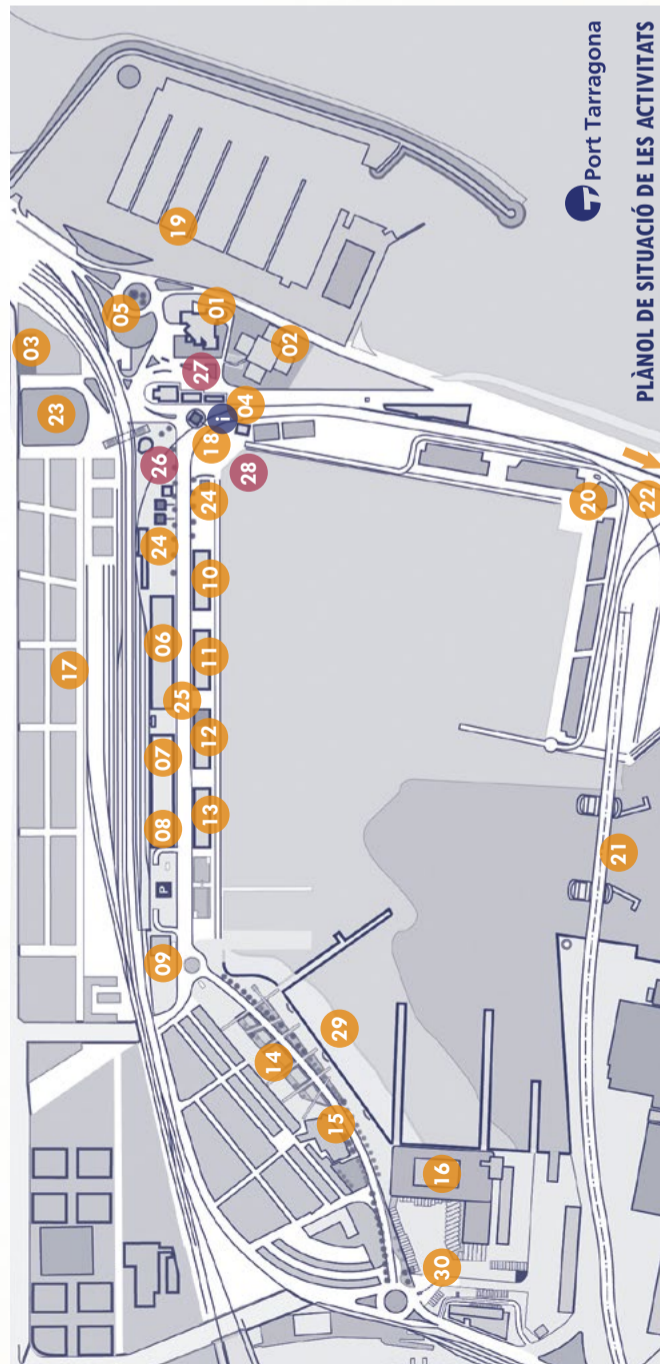 03
23
17
05
09 P 08 07 06 24 26
25 19
13 12 11 10 24 18 27 01
i 04
28
14 02
15 29
30 16
20
21 22
Port Tarragona
PLÀNOL DE SITUACIÓ DE LES ACTIVITATS